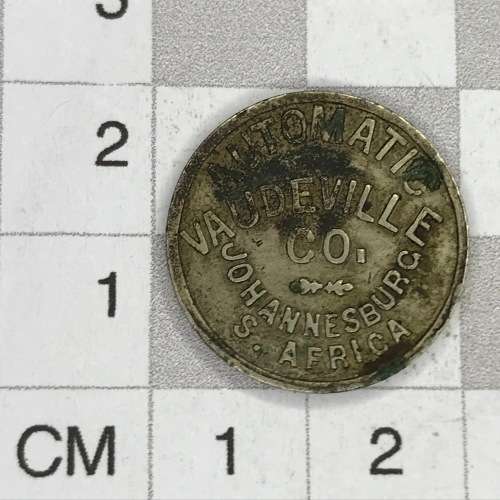 3
2
1
CM 1 2
AUTOMATIC
VAUDEVILLE
CO.
JOHANNESBURG
S. AFRICA